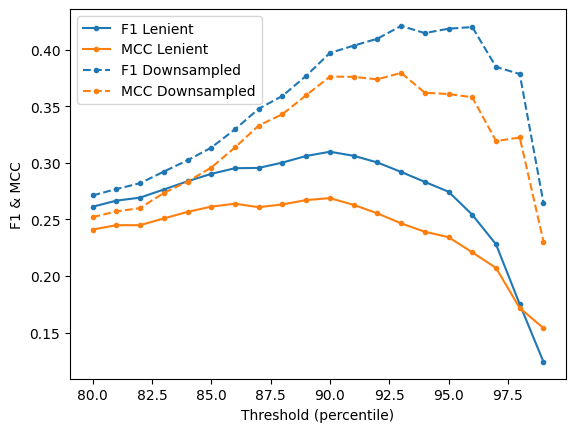 F1 Lenient
MCC Lenient
F1 Downsampled
MCC Downsampled
0.40
0.35
0.30
0.25
0.20
0.15
F1 & MCC
80.0 82.5 85.0 87.5 90.0 92.5 95.0 97.5
Threshold (percentile)